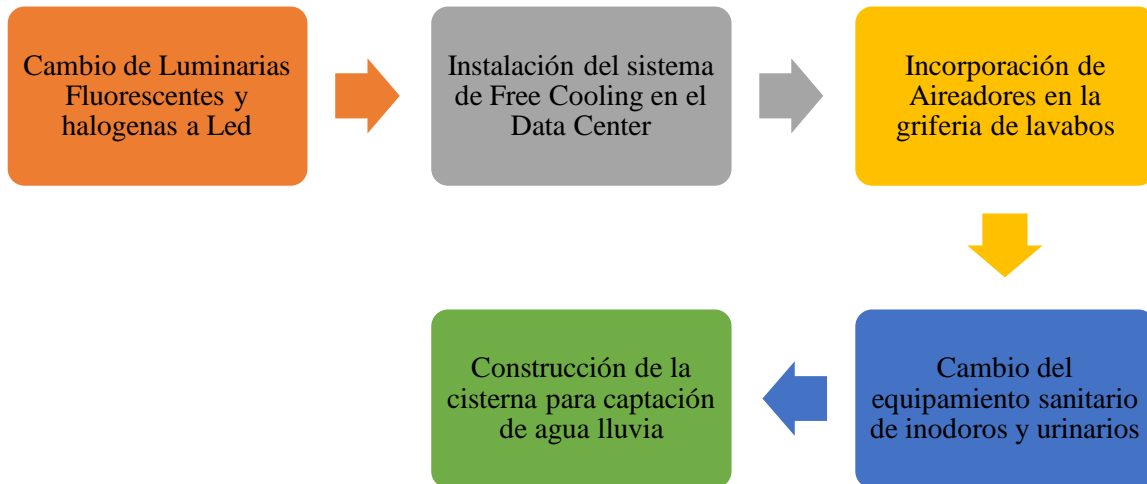 Cambio de Luminarias
Fluorescentes y
halogenas a Led
Instalación del sistema
de Free Cooling en el
Data Center
Incorporación de
Aireadores en la
griferia de lavabos
Cambio del
equipamiento sanitario
de inodoros y urinarios
Construcción de la
cisterna para captación
de agua lluvia